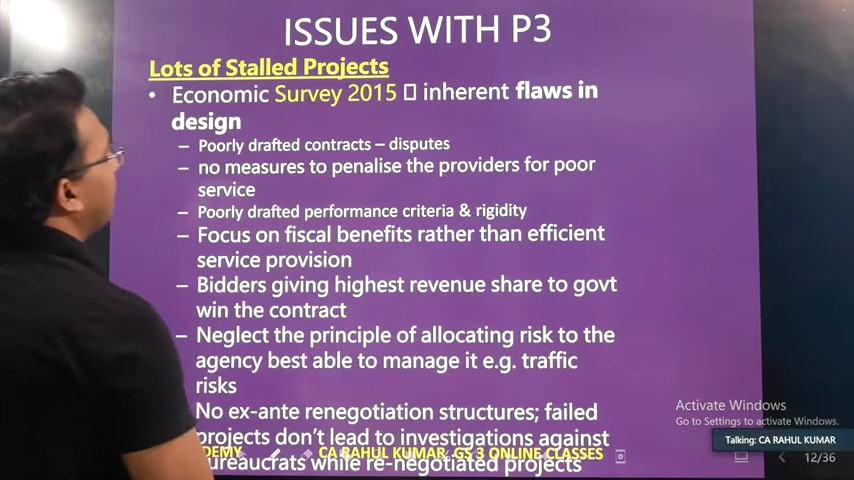 ISSUES WITH P3
Lots of Stalled Projects
• Economic Survey 2015 □ inherent flaws in
design
– Poorly drafted contracts – disputes
– no measures to penalise the providers for poor
service
– Poorly drafted performance criteria & rigidity
– Focus on fiscal benefits rather than efficient
service provision
– Bidders giving highest revenue share to govt
win the contract
– Neglect the principle of allocating risk to the
agency best able to manage it e.g. traffic
risks
No ex-ante renegotiation structures; failed
projects don't lead to investigations against
bureaucrats while re-negotiated projects
CA RAHUL KUMAR GS 3 ONLINE CLASSES
Activate Windows
Go to Settings to activate Windows.
Talking: CA RAHUL KUMAR
12/36